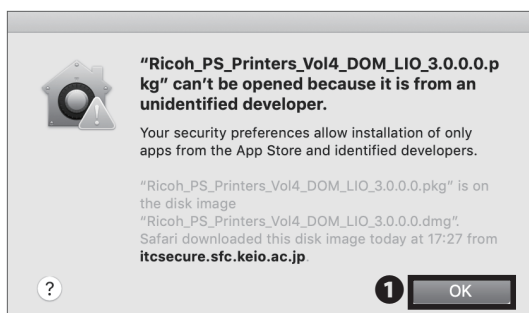 “Ricoh_PS_Printers_Vol4_DOM_LIO_3.0.0.0.p
kg” can’t be opened because it is from an
unidentified developer.
Your security preferences allow installation of only
apps from the App Store and identified developers.
“Ricoh_PS_Printers_Vol4_DOM_LIO_3.0.0.0.pkg” is on
the disk image
“Ricoh_PS_Printers_Vol4_DOM_LIO_3.0.0.0.dmg”.
Safari downloaded this disk image today at 17:27 from
itcsecure.sfc.keio.ac.jp.
? 1 OK